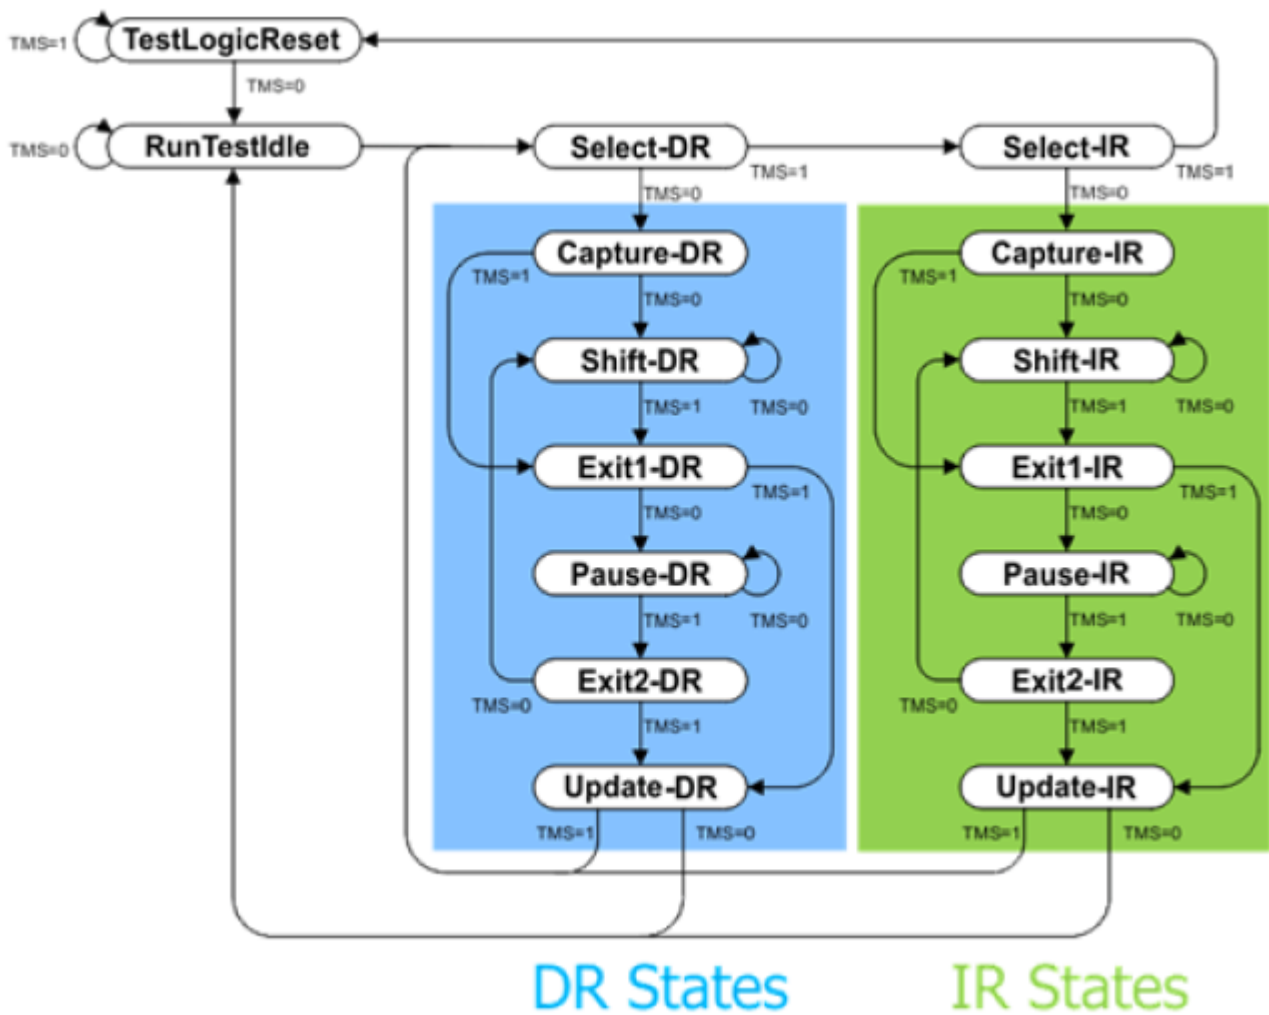 TestLogicReset
TMS=1
TMS=0
RunTestIdle
TMS=0
Select-DR
TMS=1
TMS=0
Select-IR
TMS=1
TMS=0
Capture-DR
TMS=1
TMS=0
Shift-DR
TMS=1
TMS=0
Exit1-DR
TMS=1
TMS=0
Pause-DR
TMS=1
TMS=0
Exit2-DR
TMS=0
TMS=1
Update-DR
TMS=1
TMS=0
Capture-IR
TMS=1
TMS=0
Shift-IR
TMS=1
TMS=0
Exit1-IR
TMS=1
TMS=0
Pause-IR
TMS=1
TMS=0
Exit2-IR
TMS=0
TMS=1
Update-IR
TMS=1
TMS=0
DR States
IR States